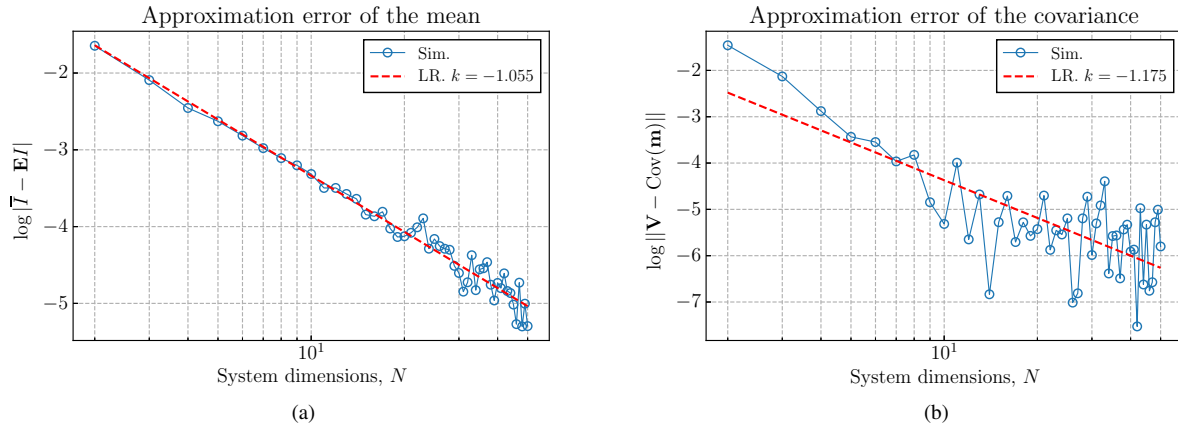 Approximation error of the mean
Sim.
LR. k = −1.055
−2
−3
−4
−5
log |I̅ − EI|
10¹
System dimensions, N
(a)
Approximation error of the covariance
Sim.
LR. k = −1.175
−2
−3
−4
−5
−6
−7
log ||V − Cov(m)||
10¹
System dimensions, N
(b)